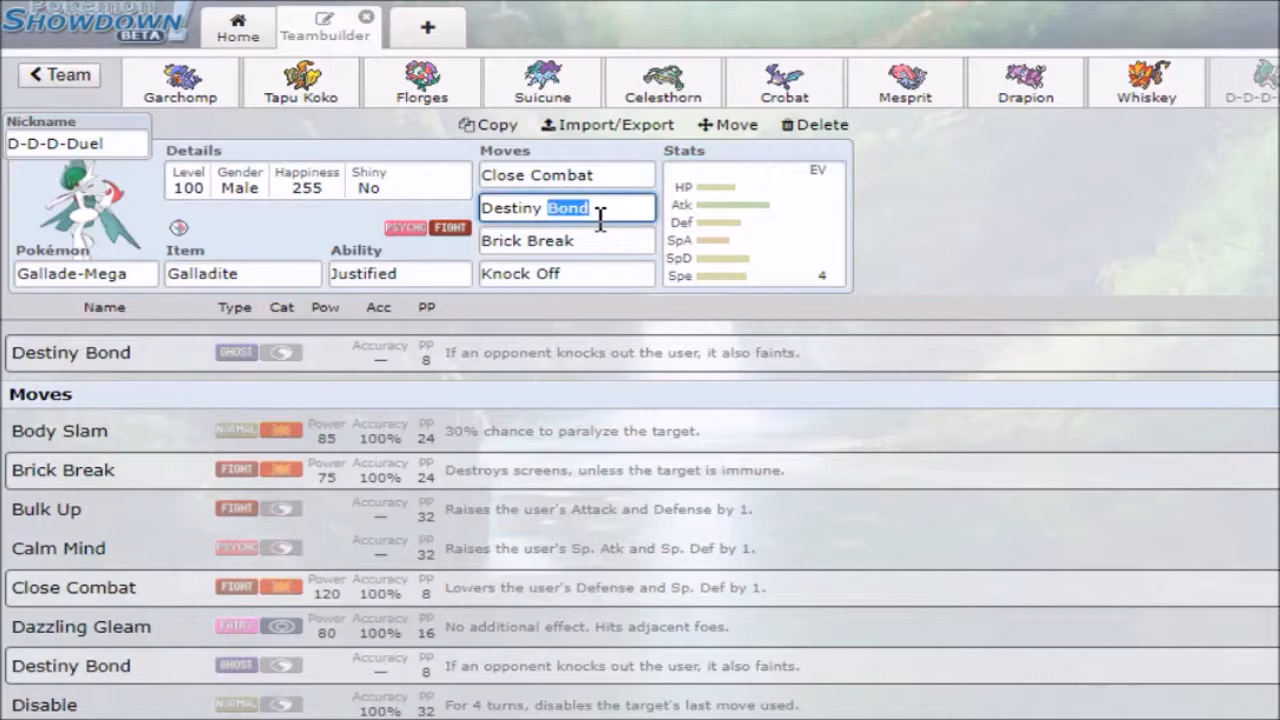 Pokémon
SHOWDOWN
BETA
Home
Teambuilder
+
Team
Garchomp
Tapu Koko
Florges
Suicune
Celesthorn
Crobat
Mesprit
Drapion
Whiskey
D-D-D-
Nickname
D-D-D-Duel
Copy
Import/Export
Move
Delete
Details
Level Gender Happiness Shiny
100 Male 255 No
PSYCHC FIGHT
Pokémon
Gallade-Mega
Item
Galladite
Ability
Justified
Moves
Close Combat
Destiny Bond
Brick Break
Knock Off
Stats
EV
HP
Atk
Def
SpA
SpD
Spe 4
Name Type Cat Pow Acc PP
Destiny Bond GHOST Accuracy — PP 8 If an opponent knocks out the user, it also faints.
Moves
Body Slam NORMAL Power 85 Accuracy 100% PP 24 30% chance to paralyze the target.
Brick Break FIGHT Power 75 Accuracy 100% PP 24 Destroys screens, unless the target is immune.
Bulk Up FIGHT Accuracy — PP 32 Raises the user's Attack and Defense by 1.
Calm Mind PSYCHC Accuracy — PP 32 Raises the user's Sp. Atk and Sp. Def by 1.
Close Combat FIGHT Power 120 Accuracy 100% PP 8 Lowers the user's Defense and Sp. Def by 1.
Dazzling Gleam FAIRY Power 80 Accuracy 100% PP 16 No additional effect. Hits adjacent foes.
Destiny Bond GHOST Accuracy — PP 8 If an opponent knocks out the user, it also faints.
Disable NORMAL Accuracy 100% PP 32 For 4 turns, disables the target's last move used.